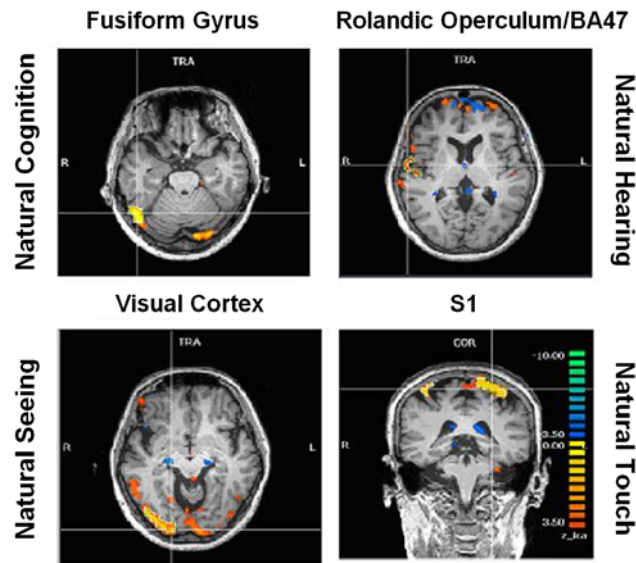 Fusiform Gyrus
Rolandic Operculum/BA47
Natural Cognition
TRA
R
L
TRA
R
L
Natural Hearing
Visual Cortex
S1
Natural Seeing
TRA
R
L
COR
R
-10.00
-3.50
0.00
3.50
z_ica
Natural Touch